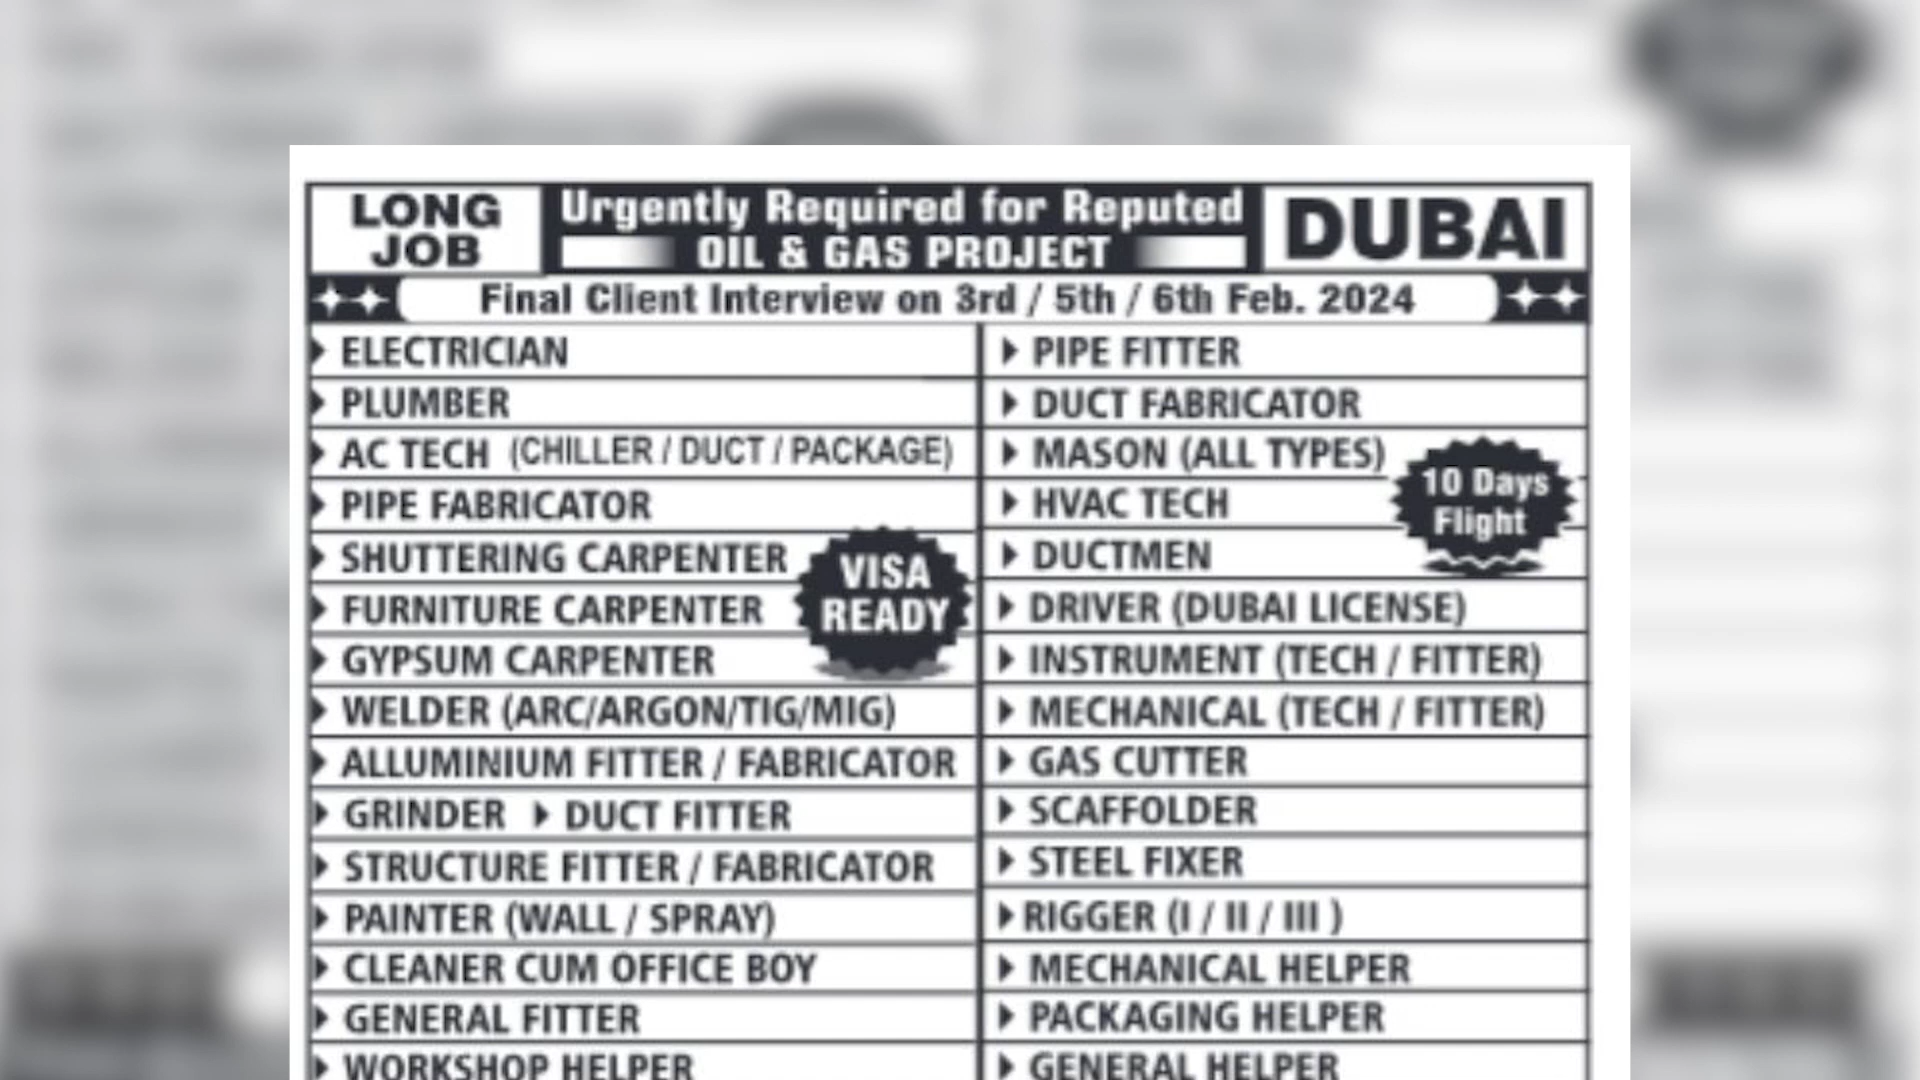 LONG
JOB
Urgently Required for Reputed
OIL & GAS PROJECT
DUBAI
Final Client Interview on 3rd / 5th / 6th Feb. 2024
ELECTRICIAN
PLUMBER
AC TECH (CHILLER / DUCT / PACKAGE)
PIPE FABRICATOR
SHUTTERING CARPENTER
FURNITURE CARPENTER
GYPSUM CARPENTER
VISA
READY
WELDER (ARC/ARGON/TIG/MIG)
ALLUMINIUM FITTER / FABRICATOR
GRINDER DUCT FITTER
STRUCTURE FITTER / FABRICATOR
PAINTER (WALL / SPRAY)
CLEANER CUM OFFICE BOY
GENERAL FITTER
WORKSHOP HELPER
PIPE FITTER
DUCT FABRICATOR
MASON (ALL TYPES)
HVAC TECH
DUCTMEN
10 Days
Flight
DRIVER (DUBAI LICENSE)
INSTRUMENT (TECH / FITTER)
MECHANICAL (TECH / FITTER)
GAS CUTTER
SCAFFOLDER
STEEL FIXER
RIGGER (I / II / III )
MECHANICAL HELPER
PACKAGING HELPER
GENERAL HELPER